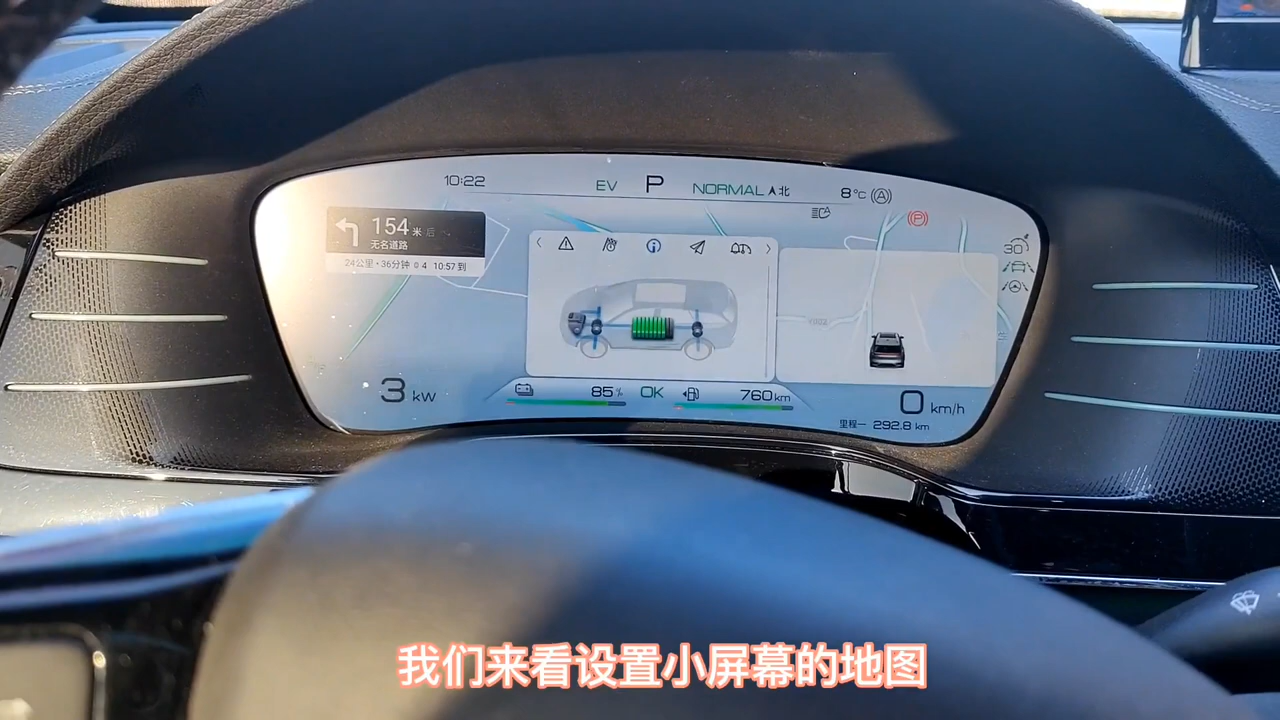 10:22
EV P NORMAL 北 8°C (A)
(P)
154米后
无名道路
24公里·36分钟 4 10:57到
30
3 kW
85% OK 760km
0 km/h
里程一 292.8 km
我们来看设置小屏幕的地图